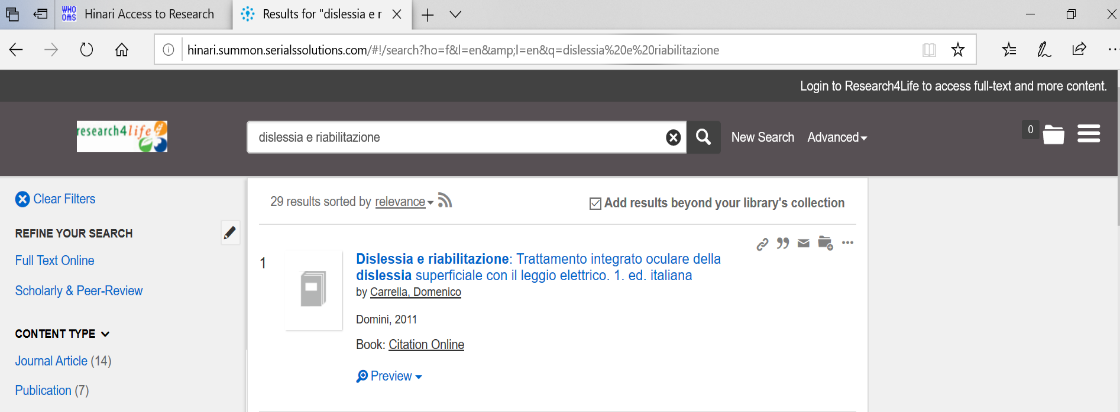 WHO OMS Hinari Access to Research
Results for "dislessia e r
hinari.summon.serialssolutions.com/#!/search?ho=f&l=en&amp;l=en&q=dislessia%20e%20riabilitazione
Login to Research4Life to access full-text and more content.
research4life
dislessia e riabilitazione
New Search Advanced
0
Clear Filters
29 results sorted by relevance
Add results beyond your library's collection
REFINE YOUR SEARCH
Full Text Online
Scholarly & Peer-Review
CONTENT TYPE
Journal Article (14)
Publication (7)
1
Dislessia e riabilitazione: Trattamento integrato oculare della
dislessia superficiale con il leggio elettrico. 1. ed. italiana
by Carrella, Domenico
Domini, 2011
Book: Citation Online
Preview